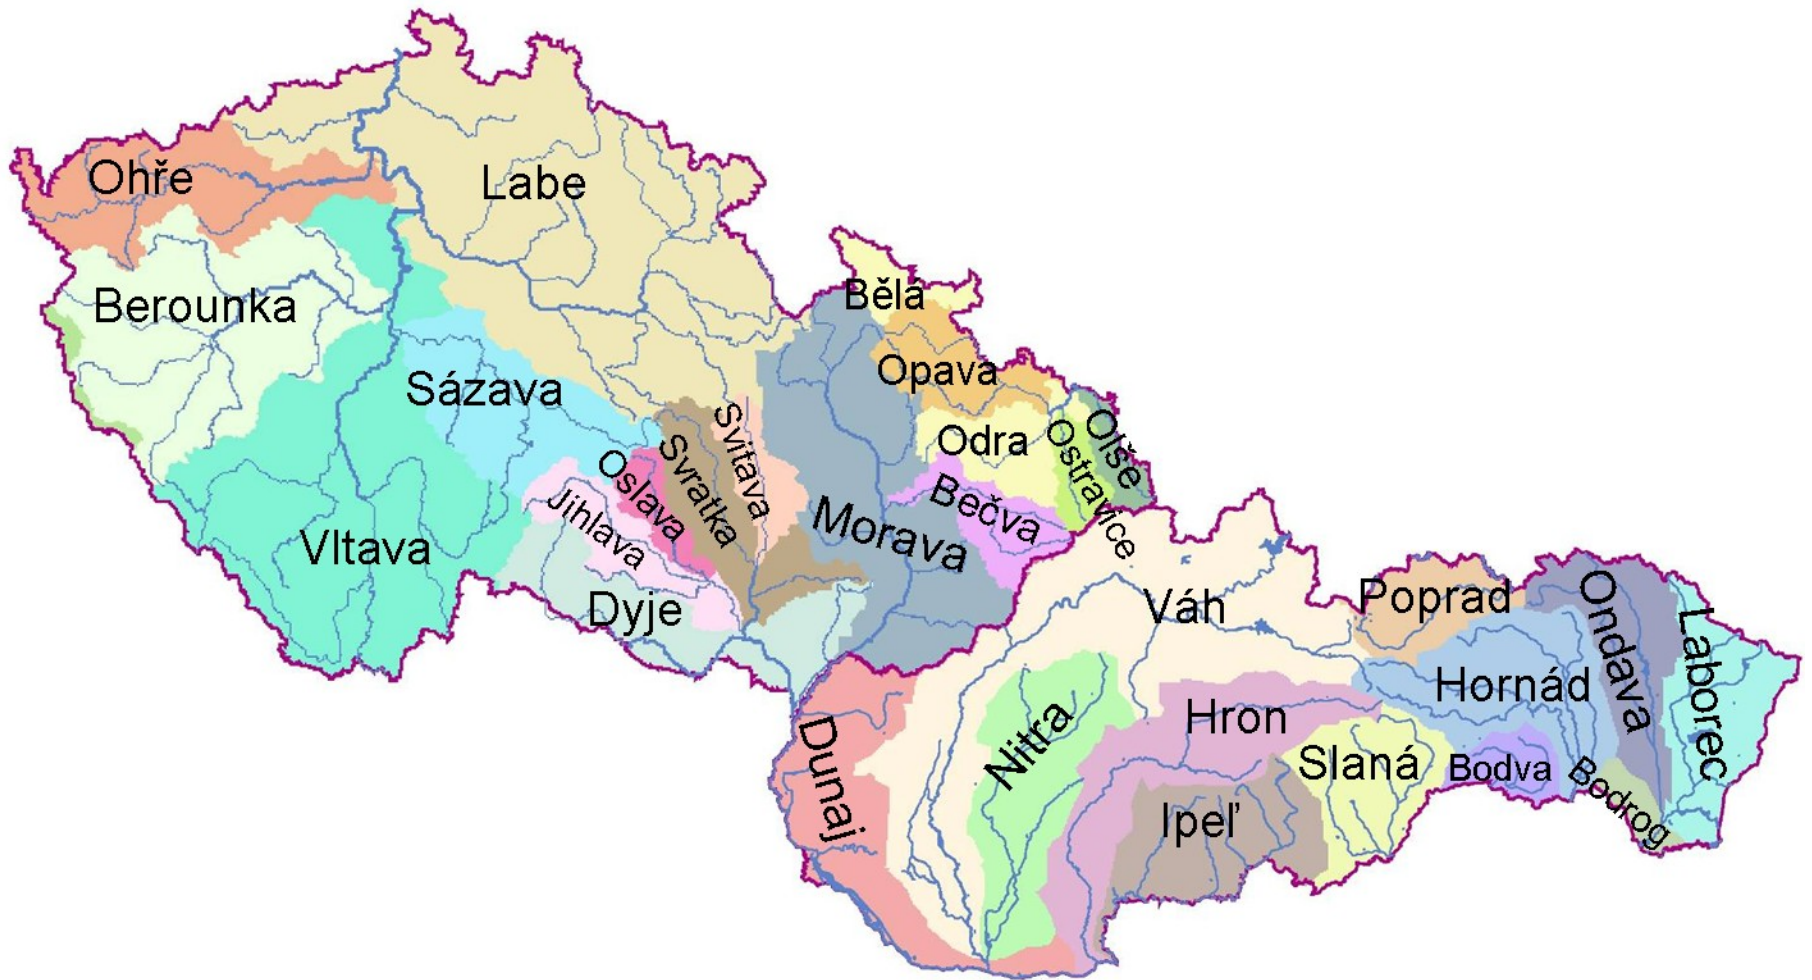 Ohře
Labe
Berounka
Bělá
Opava
Sázava
Svitava
Olše
Odra
Ostravice
Svratka
Oslava
Bečva
Jihlava
Morava
Vltava
Dyje
Váh
Poprad
Ondava
Laborec
Hornád
Hron
Nitra
Dunaj
Slaná
Bodva
Bodrog
Ipeľ